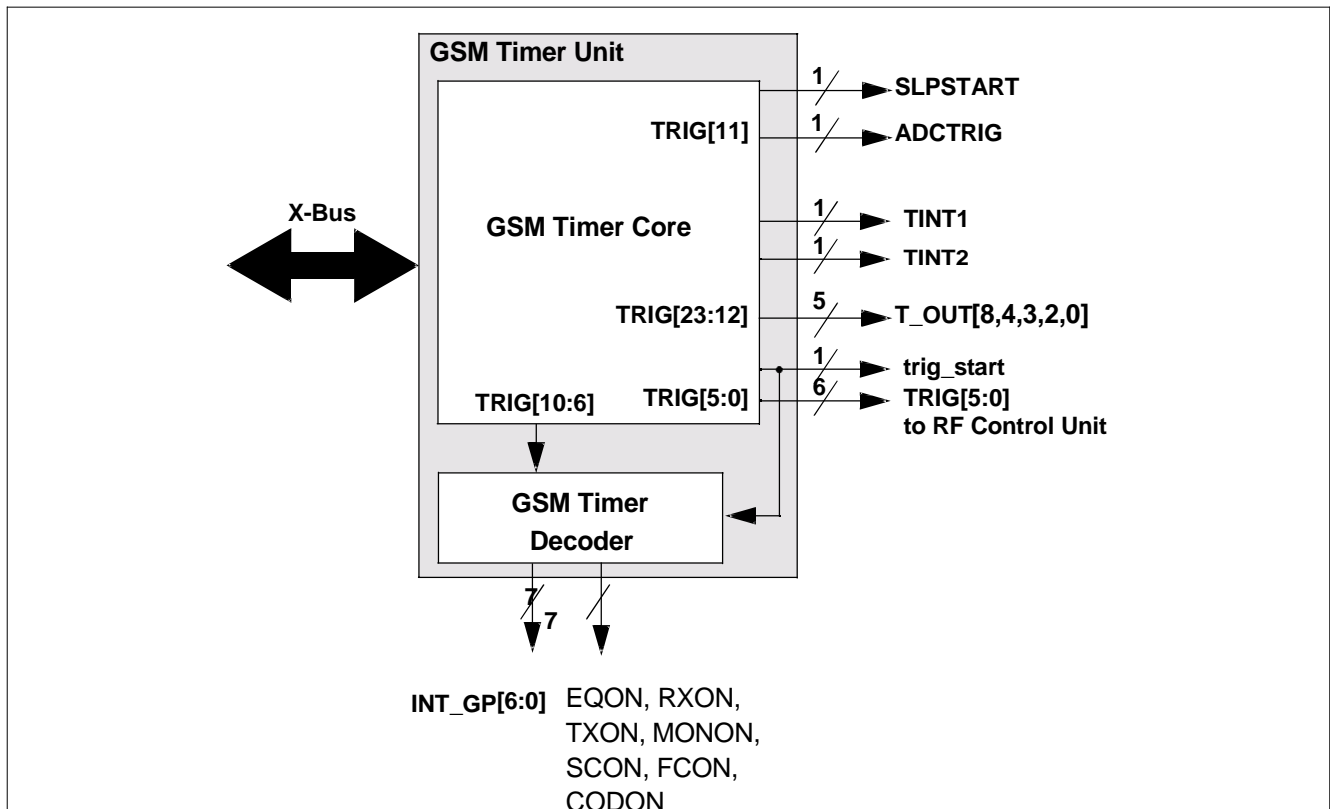 GSM Timer Unit
1
SLPSTART
TRIG[11]
1
ADCTRIG
X-Bus
GSM Timer Core
1
TINT1
1
TINT2
TRIG[23:12]
5
T_OUT[8,4,3,2,0]
1
trig_start
TRIG[10:6]
TRIG[5:0]
6
TRIG[5:0]
to RF Control Unit
GSM Timer
Decoder
7
7
INT_GP[6:0]
EQON, RXON,
TXON, MONON,
SCON, FCON,
CODON